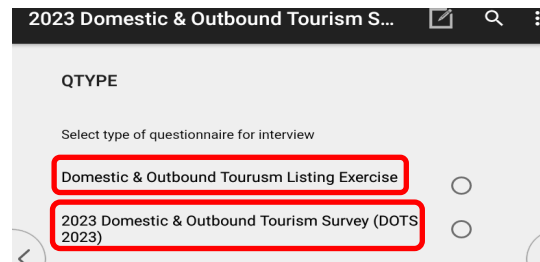 2023 Domestic & Outbound Tourism S...
QTYPE
Select type of questionnaire for interview
Domestic & Outbound Tourusm Listing Exercise
2023 Domestic & Outbound Tourism Survey (DOTS
2023)